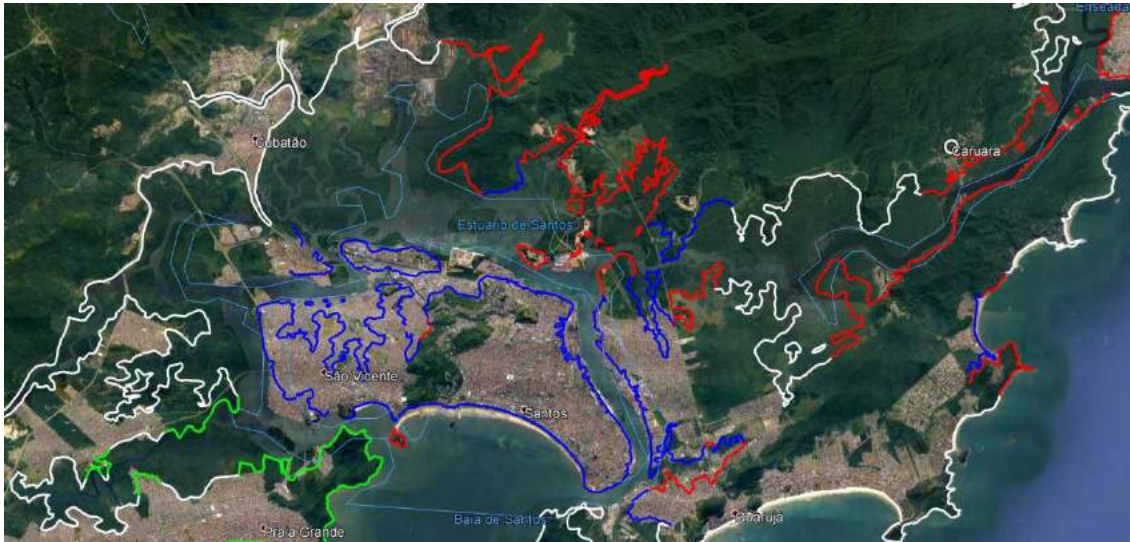 Enseada
Cubatão
Caruara
Estuário de Santos
São Vicente
Santos
Baía de Santos
Guarujá
Praia Grande